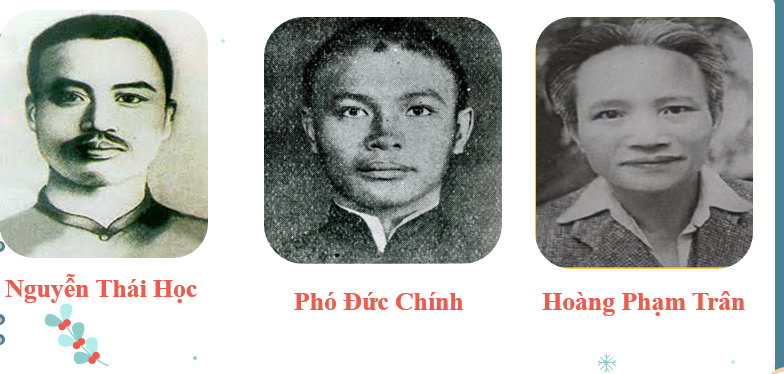 Nguyễn Thái Học
Phó Đức Chính
Hoàng Phạm Trân